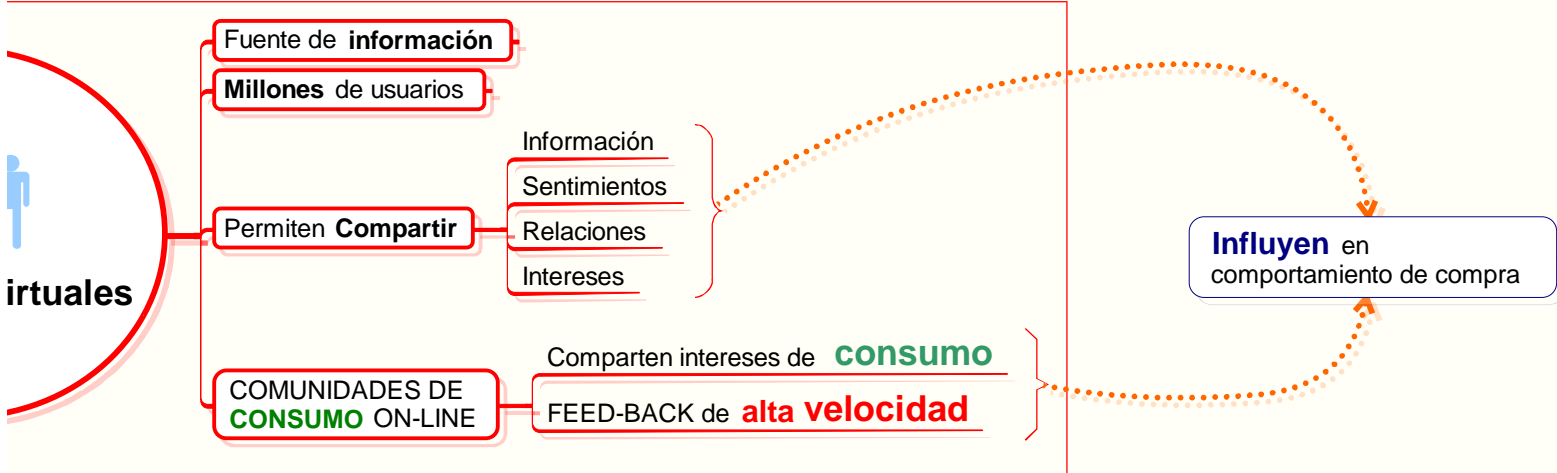 Fuente de información
Millones de usuarios
Permiten Compartir
Información
Sentimientos
Relaciones
Intereses
irtuales
COMUNIDADES DE
CONSUMO ON-LINE
Comparten intereses de consumo
FEED-BACK de alta velocidad
Influyen en
comportamiento de compra